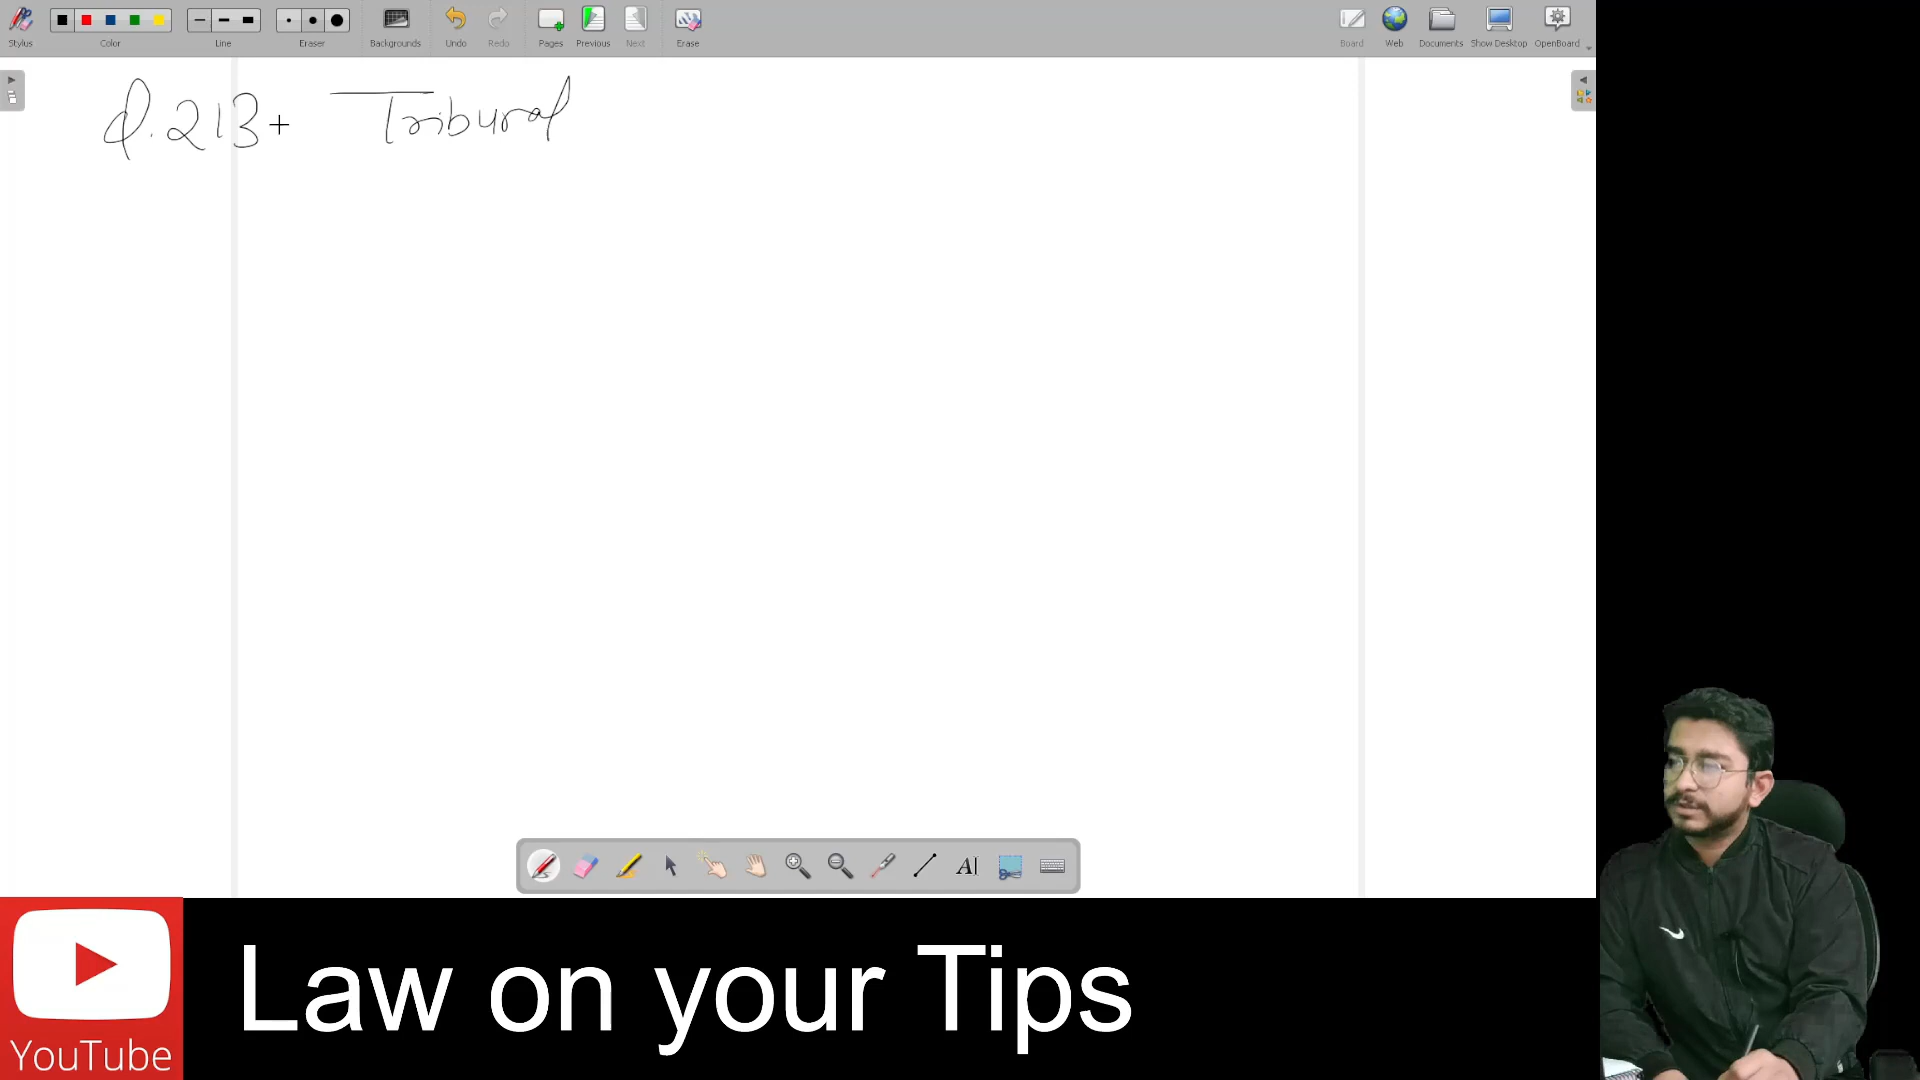 Stylus
Color
Line
Eraser
Backgrounds
Undo
Redo
Pages
Previous
Next
Erase
Board
Web
Documents
Show Desktop
OpenBoard
213+ Tribunal
AI
Law on your Tips
YouTube